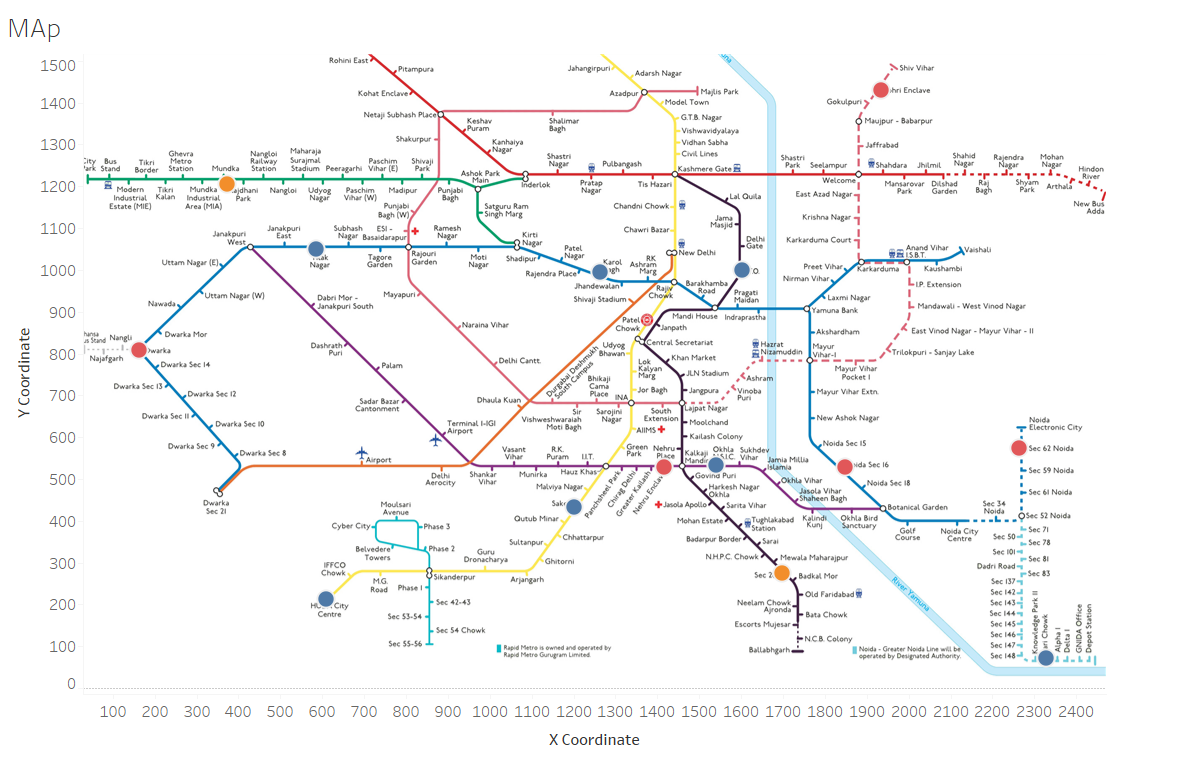 MAp
Y Coordinate
1500
1400
1300
1200
1100
1000
900
800
700
600
500
400
300
200
100
0
Rohini East
Pitampura
Kohat Enclave
Netaji Subhash Place
Shakurpur
Keshav
Puram
Kanhaiya
Nagar
Shalimar
Bagh
Jahangirpuri
Adarsh Nagar
Azadpur
Majlis Park
Model Town
G.T.B. Nagar
Vishwavidyalaya
Vidhan Sabha
Civil Lines
Kashmere Gate
Shiv Vihar
Gokulpuri
Maujpur - Babarpur
Jaffrabad
City
Park
Bus
Stand
Tikri
Border
Ghevra
Metro
Station
Mundka
Nangloi
Railway
Station
Maharaja
Surajmal
Stadium
Peeragarhi
Paschim
Vihar (E)
Shivaji
Park
Ashok Park
Main
Inderlok
Shastri
Nagar
Pulbangash
Pratap
Nagar
Tis Hazari
Shastri
Park
Seelampur
Welcome
Shahdara
Jhilmil
Shahid
Nagar
Rajendra
Nagar
Mohan
Nagar
Hindon
River
Mansarovar
Park
Dilshad
Garden
Raj
Bagh
Shyam
Park
Arthala
New Bus
Adda
Modern
Industrial
Estate (MIE)
Tikri
Kalan
Mundka
Industrial
Area (MIA)
Park
Nangloi
Udyog
Nagar
Paschim
Vihar (W)
Madipur
Punjabi
Bagh
Punjabi
Bagh (W)
Satguru Ram
Singh Marg
Chandni Chowk
Chawri Bazar
New Delhi
Lal Quila
Jama
Masjid
Delhi
Gate
East Azad Nagar
Krishna Nagar
Karkarduma Court
Janakpuri
West
Janakpuri
East
Nagar
Subhash
Nagar
Tagore
Garden
ESI -
Basaidarapur
Rajouri
Garden
Ramesh
Nagar
Moti
Nagar
Kirti
Nagar
Shadipur
Patel
Nagar
Rajendra Place
Karol
Jhandewalan
RK
Ashram
Marg
Rajiv
Chowk
Barakhamba
Road
Pragati
Maidan
Mandi House
Indraprastha
Preet Vihar
Nirman Vihar
Laxmi Nagar
Yamuna Bank
Karkarduma
Anand Vihar
I.S.B.T.
Kaushambi
Vaishali
I.P. Extension
Mandawali - West Vinod Nagar
East Vinod Nagar - Mayur Vihar - II
Trilokpuri - Sanjay Lake
Mayur Vihar
Pocket I
Akshardham
Mayur
Vihar-I
Mayur Vihar Extn.
New Ashok Nagar
Noida Sec 15
Noida Sec 18
Botanical Garden
Golf
Course
Noida City
Centre
Sec 34
Noida
Uttam Nagar (E)
Uttam Nagar (W)
Nawada
Dwarka Mor
Nangli
Najafgarh
Dwarka Sec 14
Dwarka Sec 13
Dwarka Sec 12
Dwarka Sec 11
Dwarka Sec 10
Dwarka Sec 9
Dwarka Sec 8
Dwarka
Sec 21
Dabri Mor -
Janakpuri South
Dashrath
Puri
Palam
Sadar Bazar
Cantonment
Terminal 1-IGI
Airport
Airport
Delhi
Aerocity
Shankar
Vihar
Vasant
Vihar
Munirka
R.K.
Puram
I.I.T.
Hauz Khas
Mayapuri
Naraina Vihar
Delhi Cantt.
Dhaula Kuan
Durgabai Deshmukh
South Campus
Shivaji Stadium
Patel
Chowk
Janpath
Central Secretariat
Udyog
Bhawan
Lok
Kalyan
Marg
Jor Bagh
Khan Market
JLN Stadium
Jangpura
Hazrat
Nizamuddin
Ashram
Vinoba
Puri
Sir
Vishweshwaraiah
Moti Bagh
Bhikaji
Cama
Place
Sarojini
Nagar
INA
South
Extension
Lajpat Nagar
AIIMS
Moolchand
Kailash Colony
Green
Park
Nehru
Place
Kalkaji
Okhla
Sukhdev
Vihar
Jamia Millia
Islamia
Okhla Vihar
Jasola Vihar
Shaheen Bagh
Kalindi
Kunj
Okhla Bird
Sanctuary
Panchsheel Park
Chirag Delhi
Greater Kailash
Nehru Enclave
Govind Puri
Harkesh Nagar
Okhla
Jasola Apollo
Sarita Vihar
Mohan Estate
Tughlakabad
Station
Badarpur Border
Sarai
N.H.P.C. Chowk
Mewala Maharajpur
Badkal Mor
Old Faridabad
Neelam Chowk
Ajronda
Bata Chowk
Escorts Mujesar
N.C.B. Colony
Ballabhgarh
Malviya Nagar
Qutub Minar
Chhattarpur
Sultanpur
Ghitorni
Arjangarh
Guru
Dronacharya
Sikanderpur
M.G.
Road
IFFCO
Chowk
City
Centre
Moulsari
Avenue
Cyber City
Phase 3
Belvedere
Towers
Phase 2
Phase 1
Sec 42-43
Sec 53-54
Sec 54 Chowk
Sec 55-56
Rapid Metro is owned and operated by
Rapid Metro Gurugram Limited.
Noida - Greater Noida Line will be
operated by Designated Authority.
River Yamuna
Noida
Electronic City
Sec 62 Noida
Sec 59 Noida
Sec 61 Noida
Sec 52 Noida
Sec 71
Sec 50
Sec 78
Sec 101
Sec 81
Dadri Road
Sec 83
Sec 137
Sec 142
Sec 143
Sec 144
Sec 145
Sec 146
Sec 147
Sec 148
Knowledge Park II
Chowk
Alpha 1
Delta 1
GNIDA Office
Depot Station
100 200 300 400 500 600 700 800 900 1000 1100 1200 1300 1400 1500 1600 1700 1800 1900 2000 2100 2200 2300 2400
X Coordinate